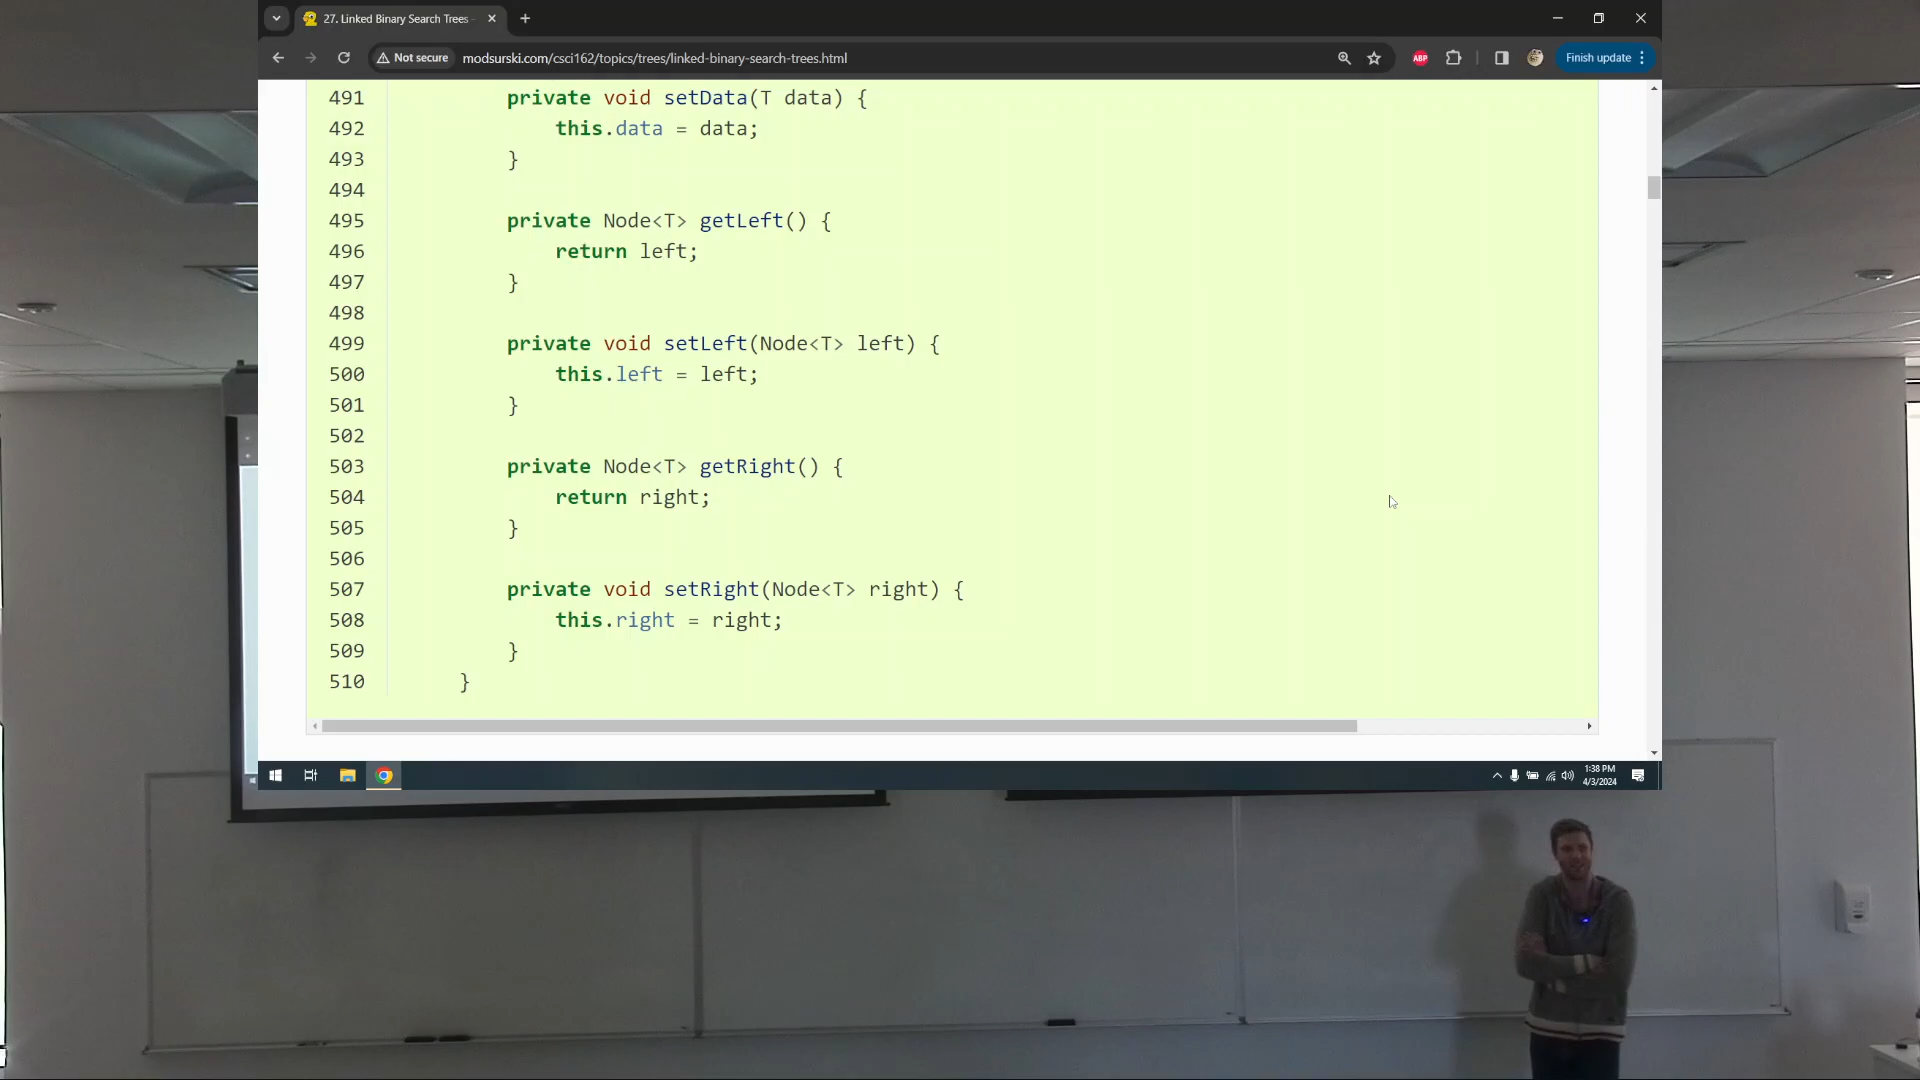 27. Linked Binary Search Trees
Not secure
modsurski.com/csci162/topics/trees/linked-binary-search-trees.html
ABP
Finish update
491 private void setData(T data) {
492 this.data = data;
493 }
494
495 private Node<T> getLeft() {
496 return left;
497 }
498
499 private void setLeft(Node<T> left) {
500 this.left = left;
501 }
502
503 private Node<T> getRight() {
504 return right;
505 }
506
507 private void setRight(Node<T> right) {
508 this.right = right;
509 }
510 }
1:38 PM
4/3/2024